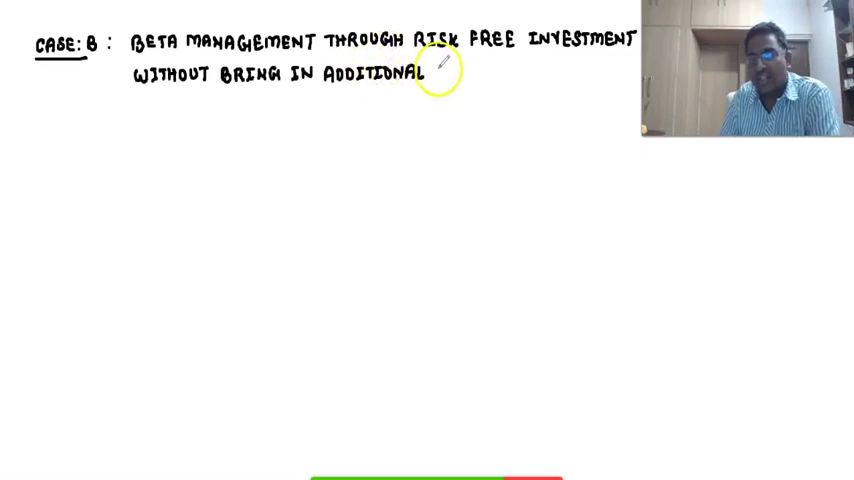 CASE: B : BETA MANAGEMENT THROUGH RISK FREE INVESTMENT
WITHOUT BRING IN ADDITIONAL